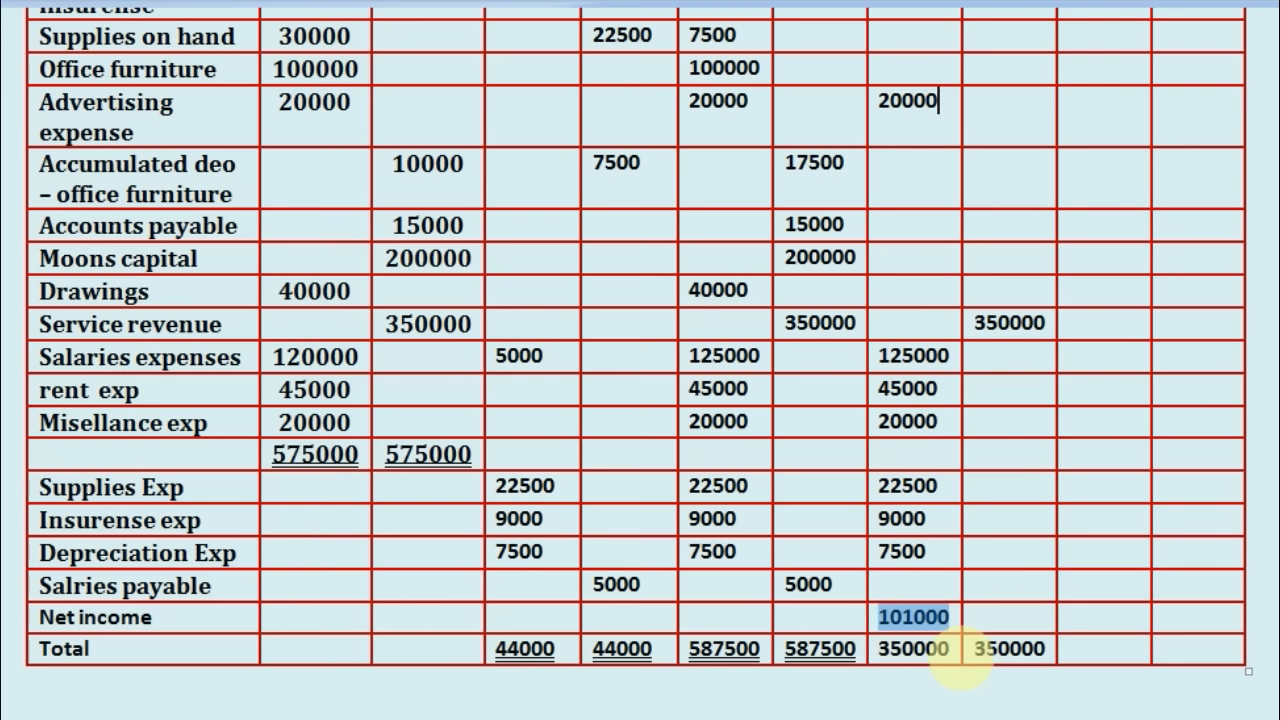 insurense
Supplies on hand 30000 22500 7500
Office furniture 100000 100000
Advertising 20000 20000 20000
expense
Accumulated deo 10000 7500 17500
– office furniture
Accounts payable 15000 15000
Moons capital 200000 200000
Drawings 40000 40000
Service revenue 350000 350000 350000
Salaries expenses 120000 5000 125000 125000
rent exp 45000 45000 45000
Misellance exp 20000 20000 20000
575000 575000
Supplies Exp 22500 22500 22500
Insurense exp 9000 9000 9000
Depreciation Exp 7500 7500 7500
Salries payable 5000 5000
Net income 101000
Total 44000 44000 587500 587500 350000 350000